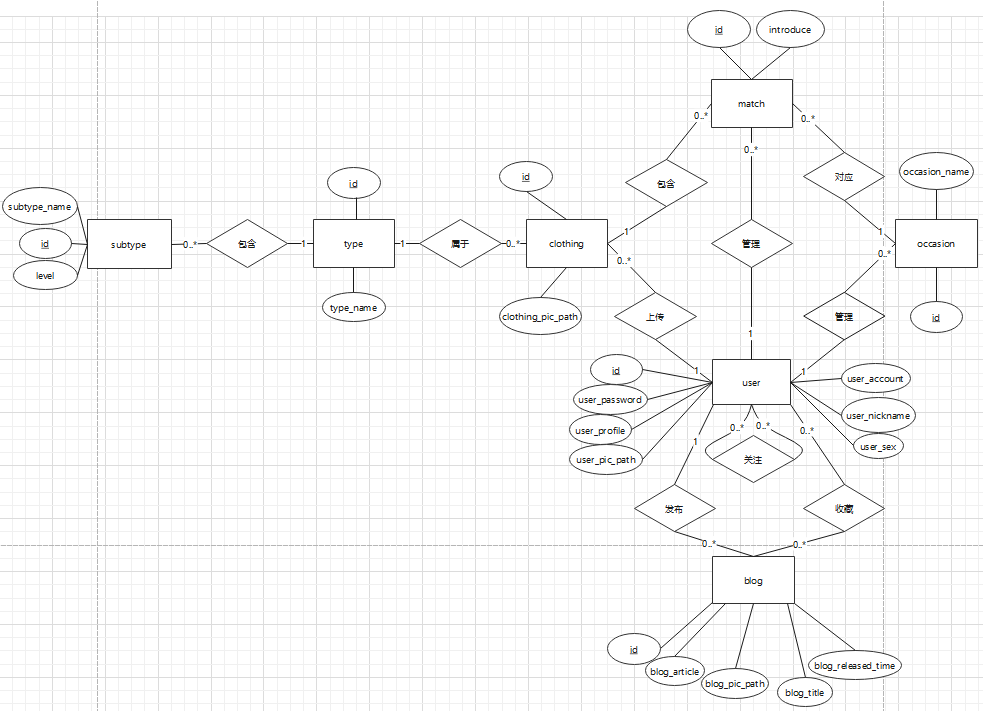 id
introduce
match
0..*
0..*
0..*
包含
对应
occasion_name
id
id
subtype_name
id
level
subtype
0..*
包含
1
type
1
属于
0..*
clothing
1
管理
1
occasion
0..*
0..*
type_name
clothing_pic_path
上传
管理
id
1
id
1
1
user_password
user_profile
user_pic_path
user
user_account
user_nickname
user_sex
0..*
0..*
0..*
1
关注
发布
收藏
0..*
0..*
blog
id
blog_article
blog_pic_path
blog_title
blog_released_time